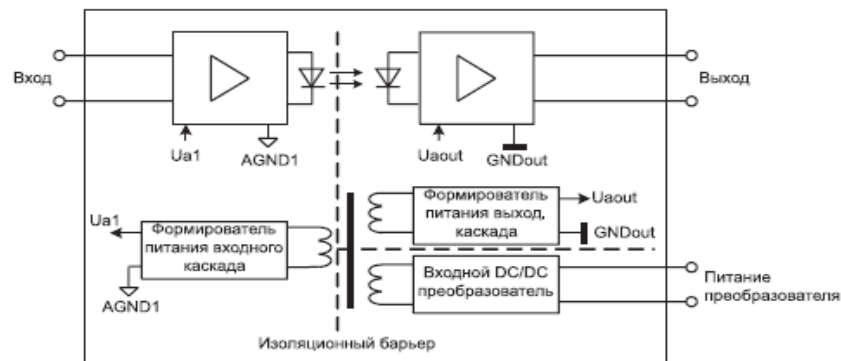 Вход
Выход
Ua1
AGND1
Uaout
GNDout
Ua1
Формирователь
питания входного
каскада
AGND1
Формирователь
питания выход,
каскада
Uaout
GNDout
Входной DC/DC
преобразователь
Питание
преобразователя
Изоляционный барьер